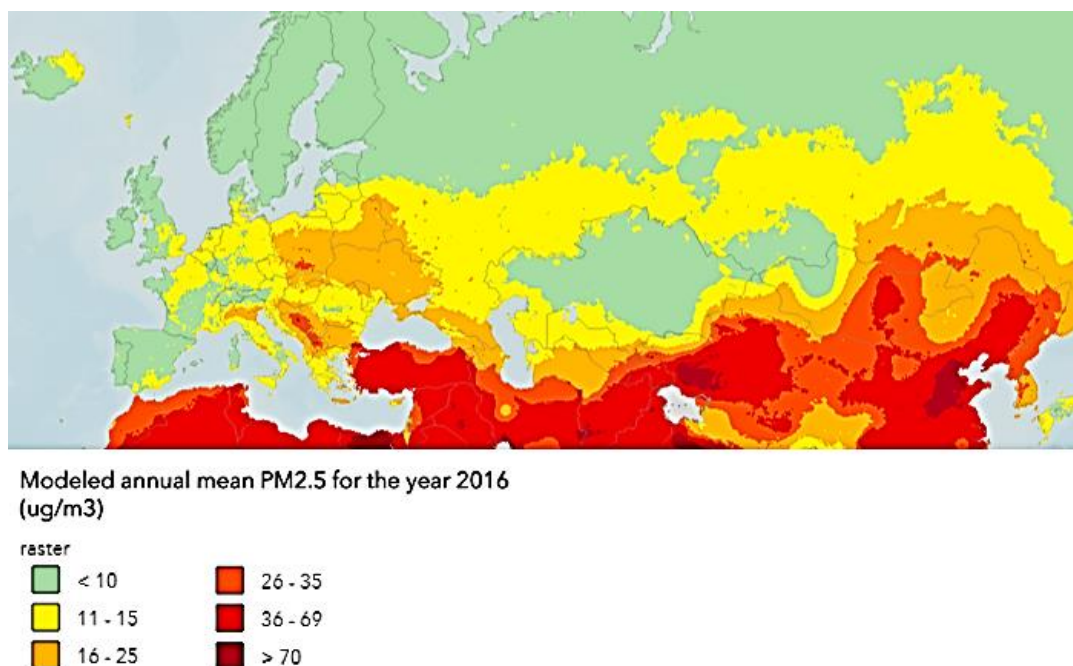 Modeled annual mean PM2.5 for the year 2016
(ug/m3)
raster
< 10
11 - 15
16 - 25
26 - 35
36 - 69
> 70